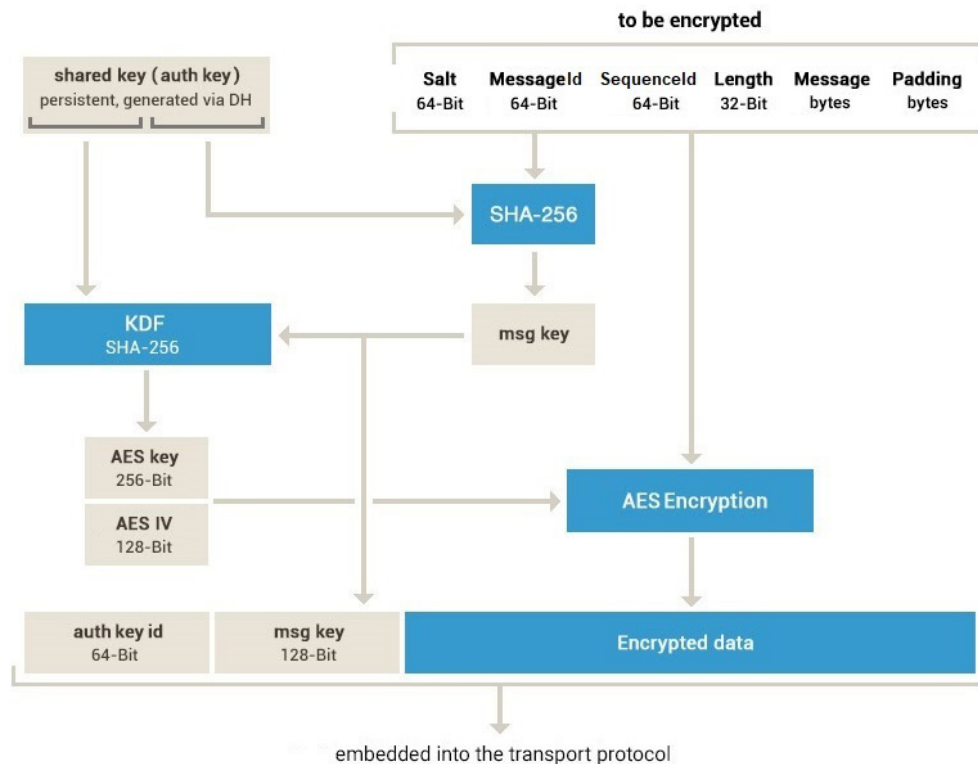 to be encrypted
shared key (auth key)
persistent, generated via DH
Salt MessageId SequenceId Length Message Padding
64-Bit 64-Bit 64-Bit 32-Bit bytes bytes
SHA-256
KDF
SHA-256
msg key
AES key
256-Bit
AES IV
128-Bit
AES Encryption
auth key id
64-Bit
msg key
128-Bit
Encrypted data
embedded into the transport protocol